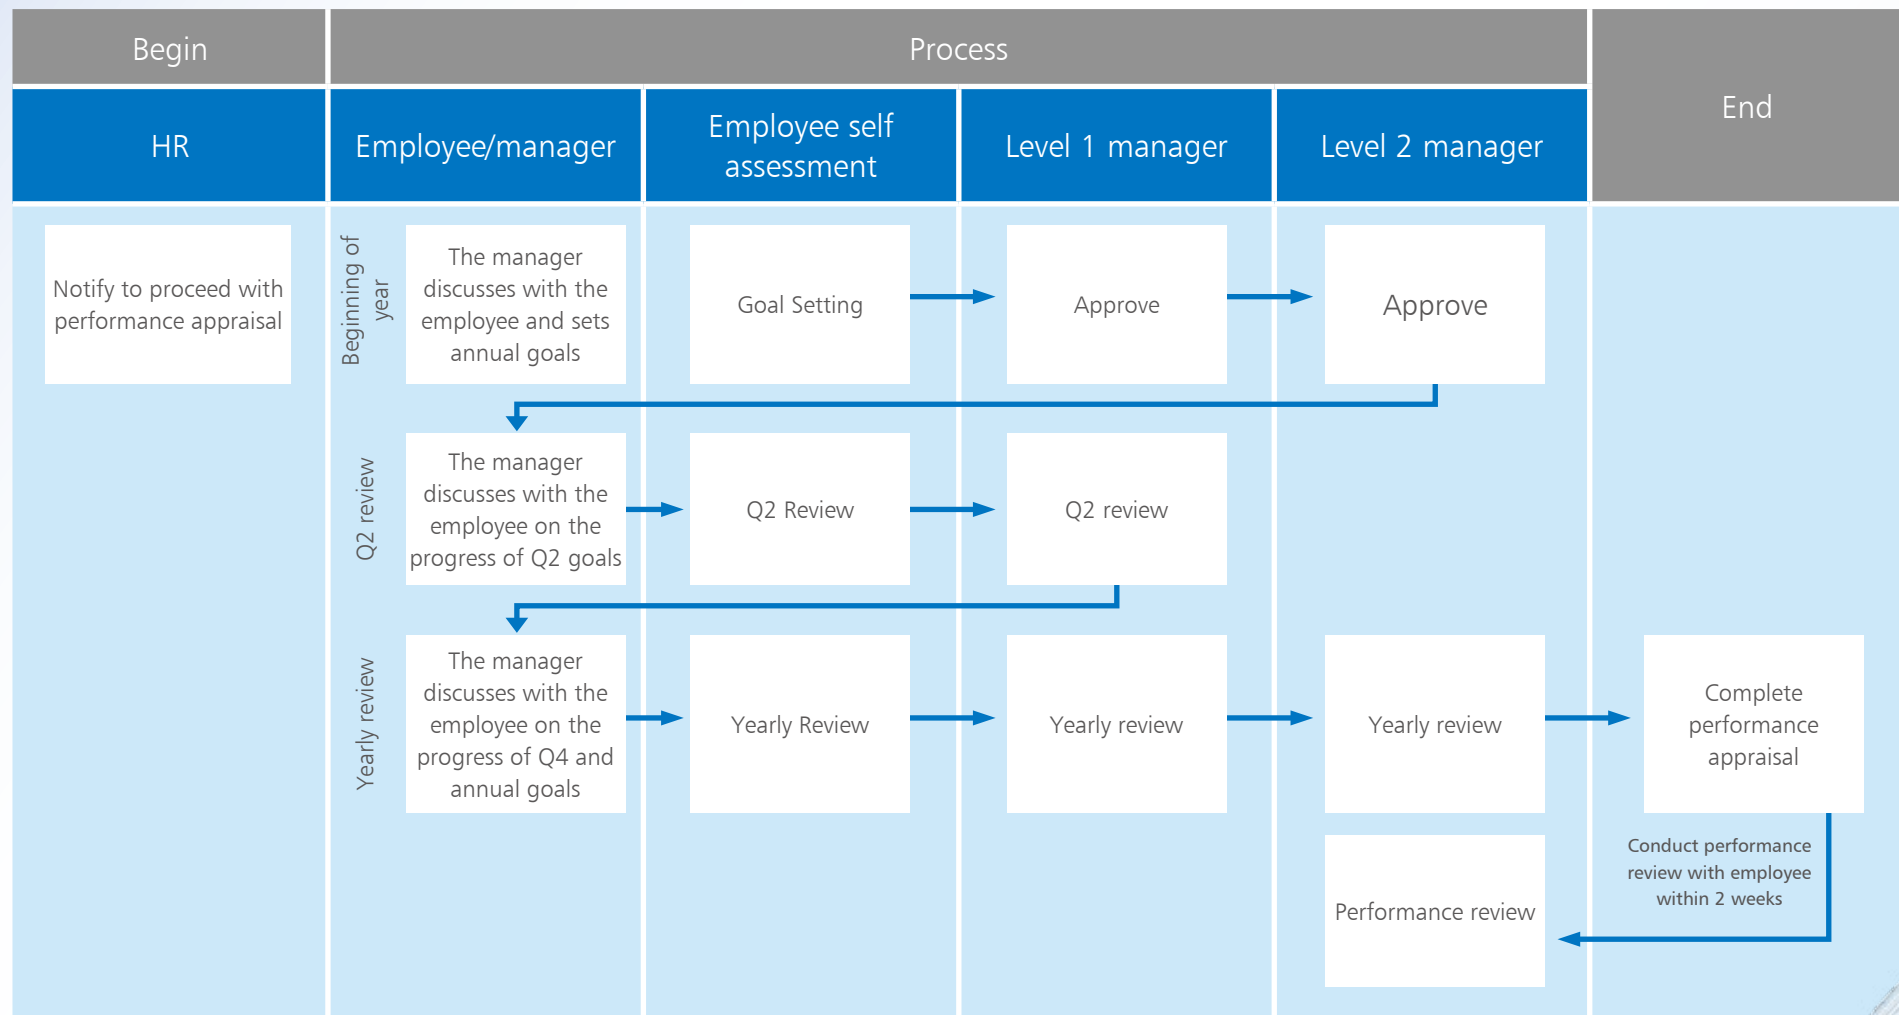 Begin
Process
End
HR
Employee/manager
Employee self
assessment
Level 1 manager
Level 2 manager
Notify to proceed with
performance appraisal
Beginning of
year
The manager
discusses with the
employee and sets
annual goals
Goal Setting
Approve
Approve
Q2 review
The manager
discusses with the
employee on the
progress of Q2 goals
Q2 Review
Q2 review
Yearly review
The manager
discusses with the
employee on the
progress of Q4 and
annual goals
Yearly Review
Yearly review
Yearly review
Complete
performance
appraisal
Conduct performance
review with employee
within 2 weeks
Performance review